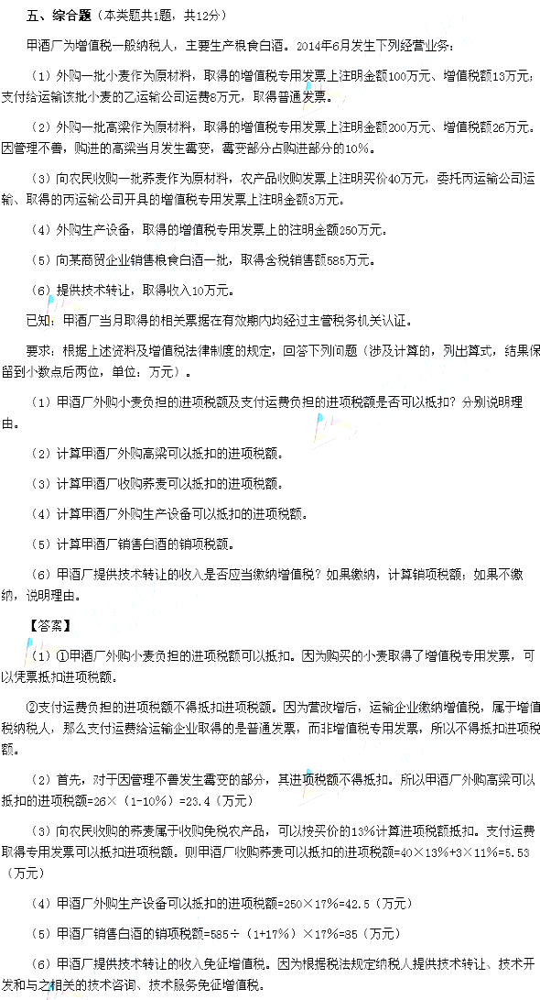 五、综合题（本类题共1题，共12分）
甲酒厂为增值税一般纳税人，主要生产粮食白酒。2014年6月发生下列经营业务：
（1）外购一批小麦作为原材料，取得的增值税专用发票上注明金额100万元、增值税额13万元；
支付给运输该批小麦的乙运输公司运费8万元，取得普通发票。
（2）外购一批高粱作为原材料，取得的增值税专用发票上注明金额200万元、增值税额26万元。
因管理不善，购进的高粱当月发生霉变，霉变部分占购进部分的10%。
（3）向农民收购一批荞麦作为原材料，农产品收购发票上注明买价40万元，委托丙运输公司运
输、取得的丙运输公司开具的增值税专用发票上注明金额3万元。
（4）外购生产设备，取得的增值税专用发票上的注明金额250万元。
（5）向某商贸企业销售粮食白酒一批，取得含税销售额585万元。
（6）提供技术转让，取得收入10万元。
已知：甲酒厂当月取得的相关票据在有效期内均经过主管税务机关认证。
要求：根据上述资料及增值税法律制度的规定，回答下列问题（涉及计算的，列出算式，结果保
留到小数点后两位，单位：万元）。
（1）甲酒厂外购小麦负担的进项税额及支付运费负担的进项税额是否可以抵扣？分别说明理
由。
（2）计算甲酒厂外购高粱可以抵扣的进项税额。
（3）计算甲酒厂收购荞麦可以抵扣的进项税额。
（4）计算甲酒厂外购生产设备可以抵扣的进项税额。
（5）计算甲酒厂销售白酒的销项税额。
（6）甲酒厂提供技术转让的收入是否应当缴纳增值税？如果缴纳，计算销项税额；如果不缴
纳，说明理由。
【答案】
（1）①甲酒厂外购小麦负担的进项税额可以抵扣。因为购买的小麦取得了增值税专用发票，可
以凭票抵扣进项税额。
②支付运费负担的进项税额不得抵扣进项税额。因为营改增后，运输企业缴纳增值税，属于增值
税纳税人，那么支付运费给运输企业取得的是普通发票，而非增值税专用发票，所以不得抵扣进项税
额。
（2）首先，对于因管理不善发生霉变的部分，其进项税额不得抵扣。所以甲酒厂外购高粱可以
抵扣的进项税额=26×（1-10%）=23.4（万元）
（3）向农民收购的荞麦属于收购免税农产品，可以按买价的13%计算进项税额抵扣。支付运费
取得专用发票可以抵扣进项税额。则甲酒厂收购荞麦可以抵扣的进项税额=40×13%+3×11%=5.53
（万元）
（4）甲酒厂外购生产设备可以抵扣的进项税额=250×17%=42.5（万元）
（5）甲酒厂销售白酒的销项税额=585÷（1+17%）×17%=85（万元）
（6）甲酒厂提供技术转让的收入免征增值税。因为根据税法规定纳税人提供技术转让、技术开
发和与之相关的技术咨询、技术服务免征增值税。